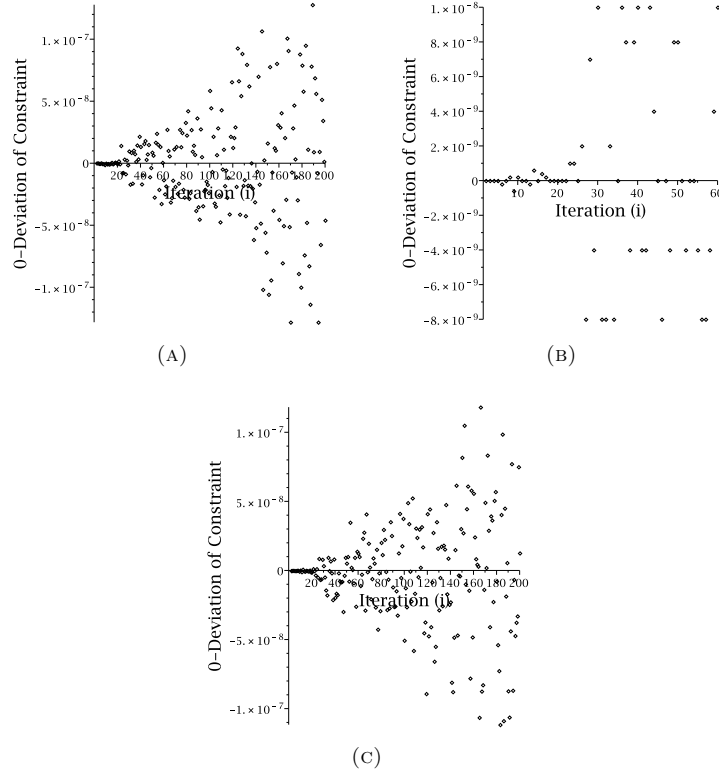 1.×10⁻⁷
5.×10⁻⁸
0
−5.×10⁻⁸
−1.×10⁻⁷
0–Deviation of Constraint
20 40 60 80 100 120 140 160 180 200
Iteration (i)
(A)
1.×10⁻⁸
8.×10⁻⁹
6.×10⁻⁹
4.×10⁻⁹
2.×10⁻⁹
0
−2.×10⁻⁹
−4.×10⁻⁹
−6.×10⁻⁹
−8.×10⁻⁹
0–Deviation of Constraint
10 20 30 40 50 60
Iteration (i)
(B)
1.×10⁻⁷
5.×10⁻⁸
0
−5.×10⁻⁸
−1.×10⁻⁷
0–Deviation of Constraint
20 40 60 80 100 120 140 160 180 200
Iteration (i)
(C)